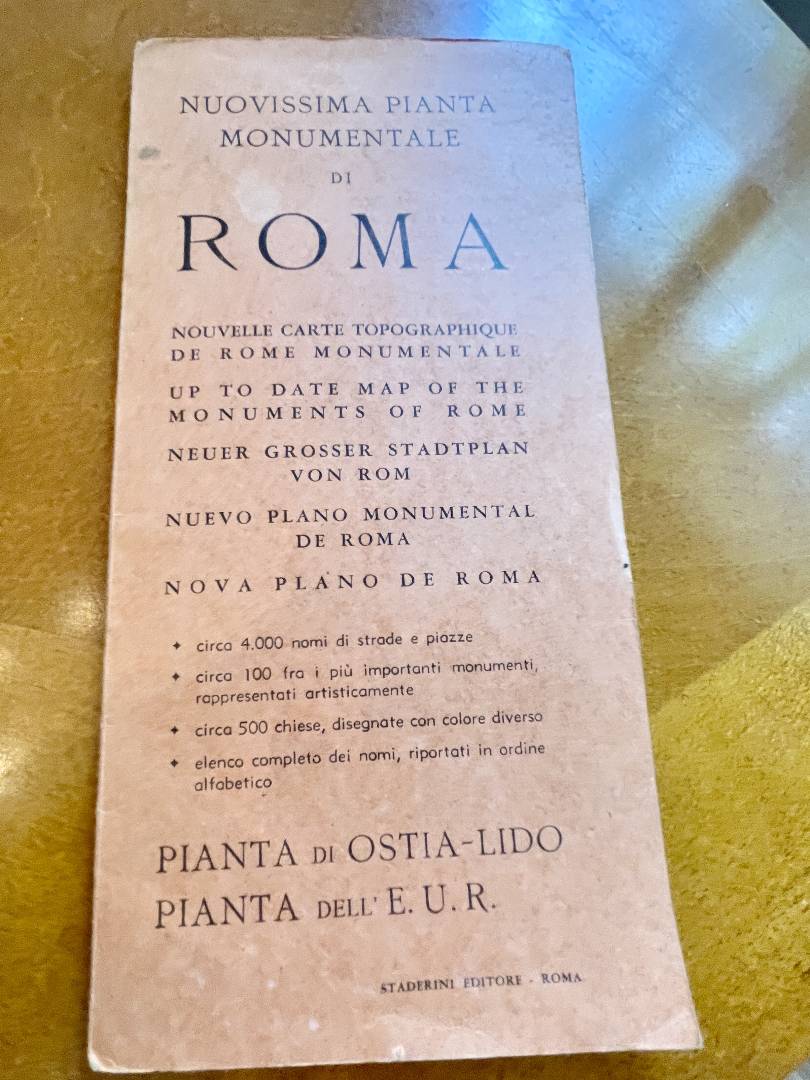 NUOVISSIMA PIANTA
MONUMENTALE
DI
ROMA
NOUVELLE CARTE TOPOGRAPHIQUE
DE ROME MONUMENTALE
UP TO DATE MAP OF THE
MONUMENTS OF ROME
NEUER GROSSER STADTPLAN
VON ROM
NUEVO PLANO MONUMENTAL
DE ROMA
NOVA PLANO DE ROMA
✦ circa 4.000 nomi di strade e piazze
✦ circa 100 fra i più importanti monumenti,
rappresentati artisticamente
✦ circa 500 chiese, disegnate con colore diverso
✦ elenco completo dei nomi, riportati in ordine
alfabetico
PIANTA DI OSTIA-LIDO
PIANTA DELL' E. U. R.
STADERINI EDITORE - ROMA